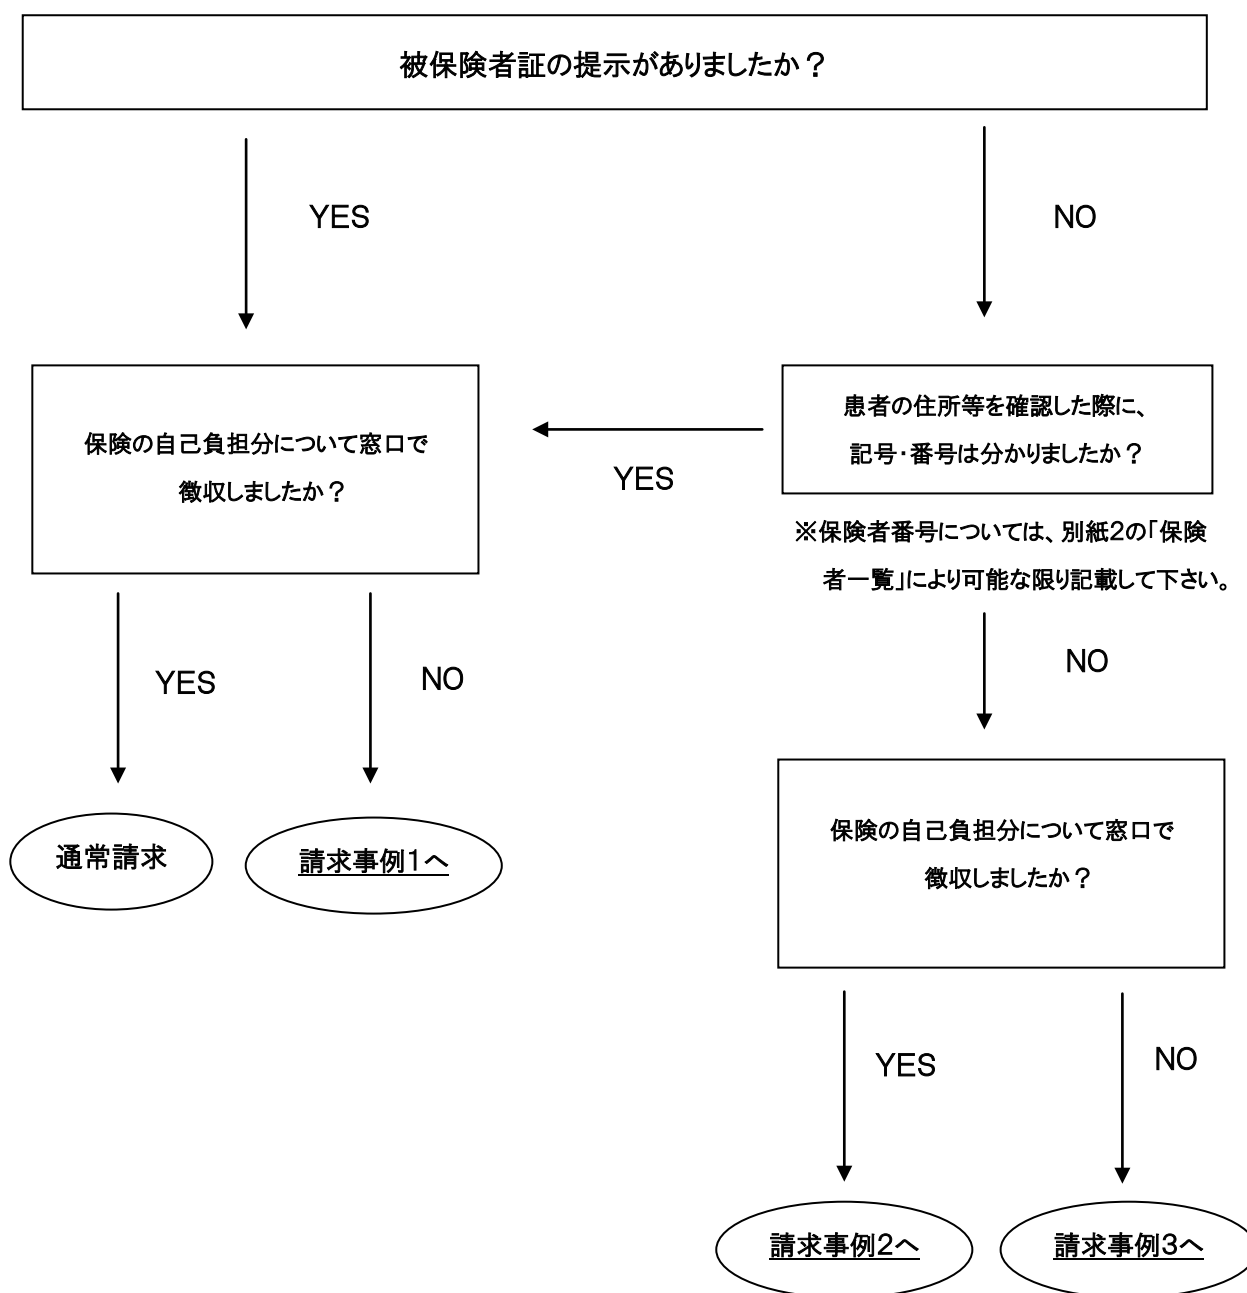 被保険者証の提示がありましたか？
YES
NO
保険の自己負担分について窓口で
徴収しましたか？
YES
患者の住所等を確認した際に、
記号・番号は分かりましたか？
※保険者番号については、別紙２の「保険
者一覧」により可能な限り記載して下さい。
YES
NO
NO
通常請求
請求事例１へ
保険の自己負担分について窓口で
徴収しましたか？
YES
NO
請求事例２へ
請求事例３へ